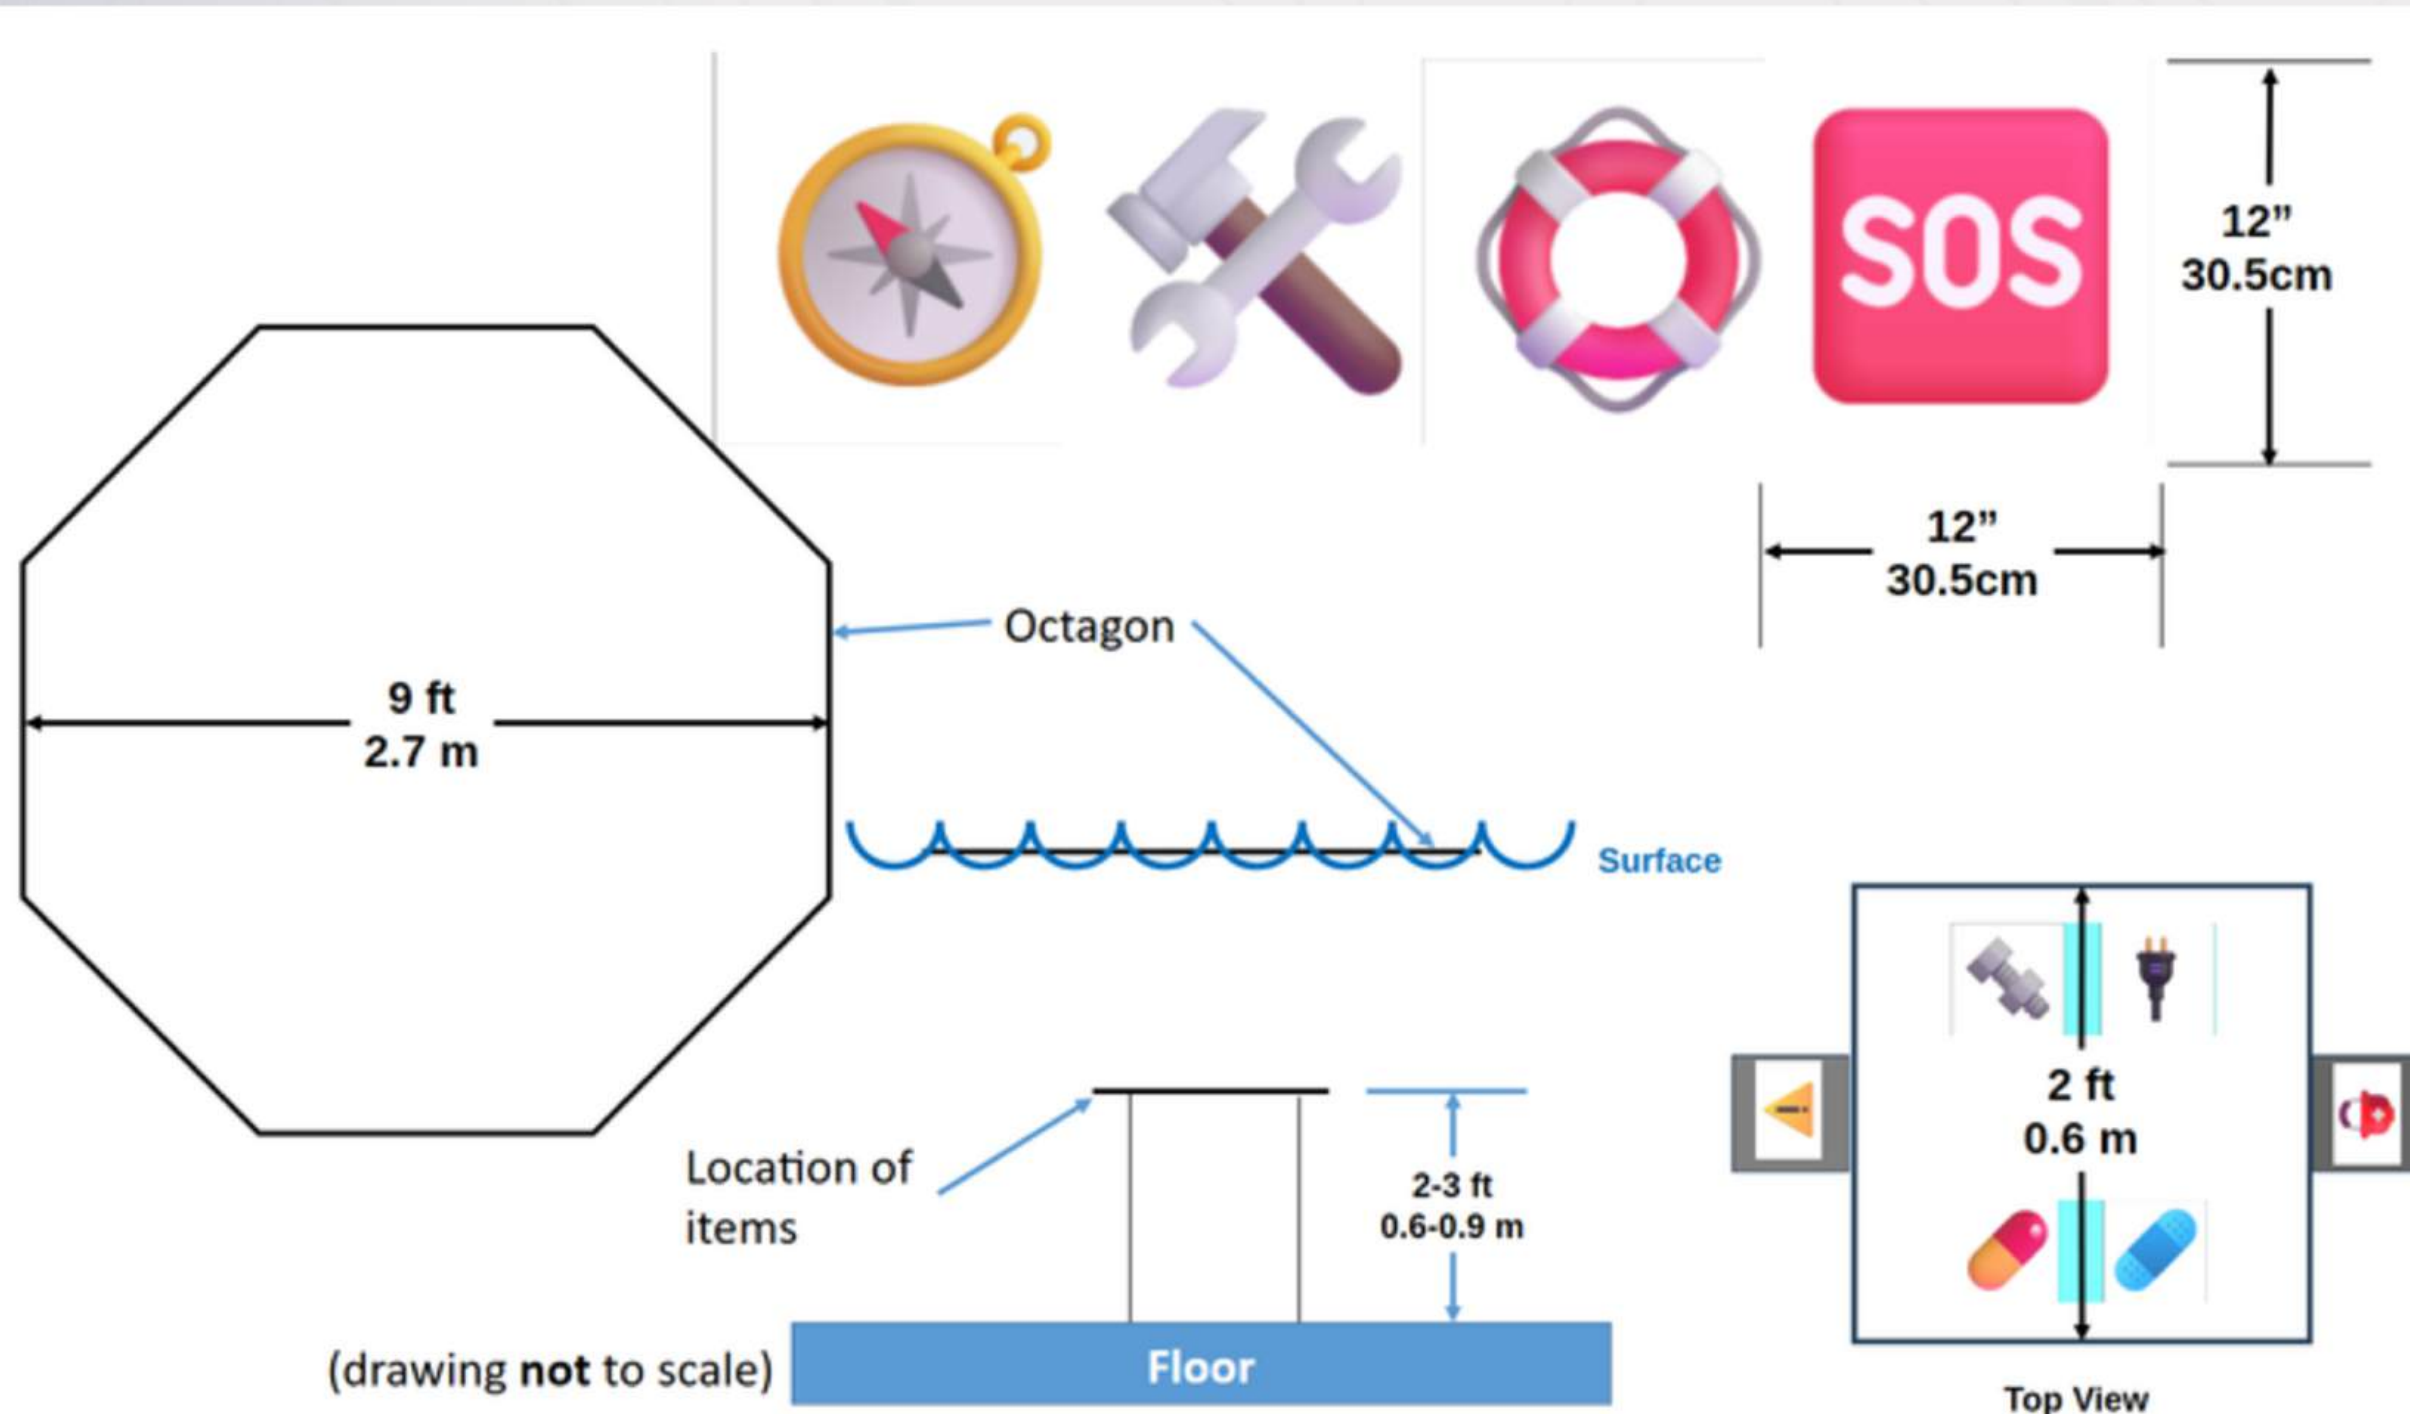 SOS
12”
30.5cm
12”
30.5cm
Octagon
9 ft
2.7 m
Surface
2 ft
0.6 m
Location of
items
2-3 ft
0.6-0.9 m
(drawing not to scale)
Floor
Top View